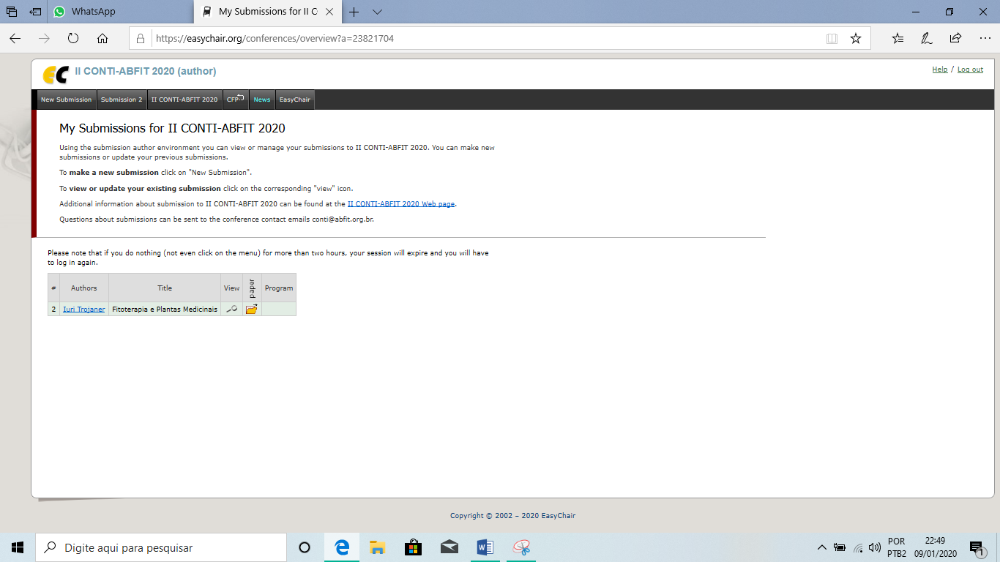 WhatsApp
My Submissions for II C
https://easychair.org/conferences/overview?a=23821704
EC
II CONTI-ABFIT 2020 (author)
Help / Log out
New Submission
Submission 2
II CONTI-ABFIT 2020
CFP
News
EasyChair
My Submissions for II CONTI-ABFIT 2020
Using the submission author environment you can view or manage your submissions to II CONTI-ABFIT 2020. You can make new
submissions or update your previous submissions.
To make a new submission click on "New Submission".
To view or update your existing submission click on the corresponding "view" icon.
Additional information about submission to II CONTI-ABFIT 2020 can be found at the II CONTI-ABFIT 2020 Web page.
Questions about submissions can be sent to the conference contact emails conti@abfit.org.br.
Please note that if you do nothing (not even click on the menu) for more than two hours, your session will expire and you will have
to log in again.
# Authors Title View paper Program
2 Iuri Trojaner Fitoterapia e Plantas Medicinais
Copyright © 2002 – 2020 EasyChair
Digite aqui para pesquisar
POR
PTB2
22:49
09/01/2020
1